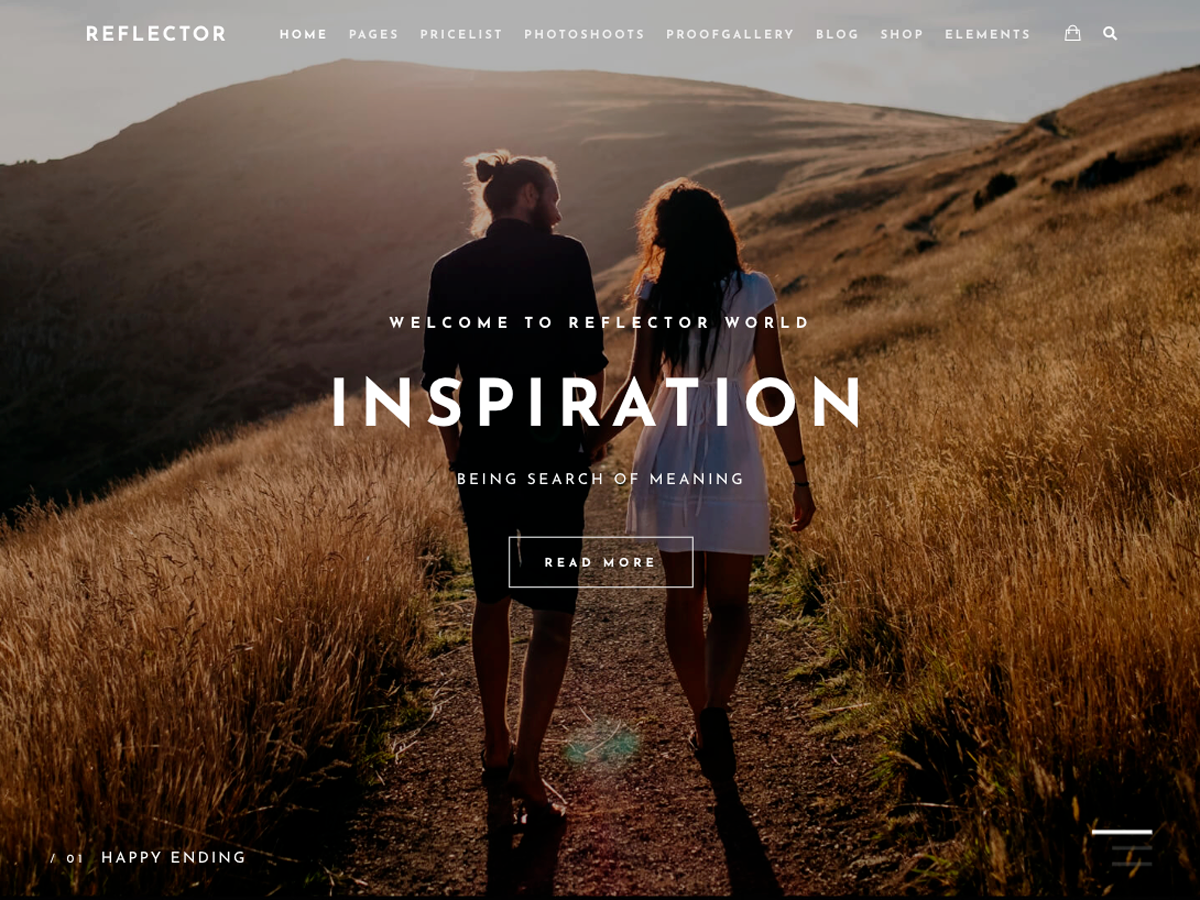 REFLECTOR
HOME PAGES PRICELIST PHOTOSHOOTS PROOFGALLERY BLOG SHOP ELEMENTS
WELCOME TO REFLECTOR WORLD
INSPIRATION
BEING SEARCH OF MEANING
READ MORE
/ 01 HAPPY ENDING